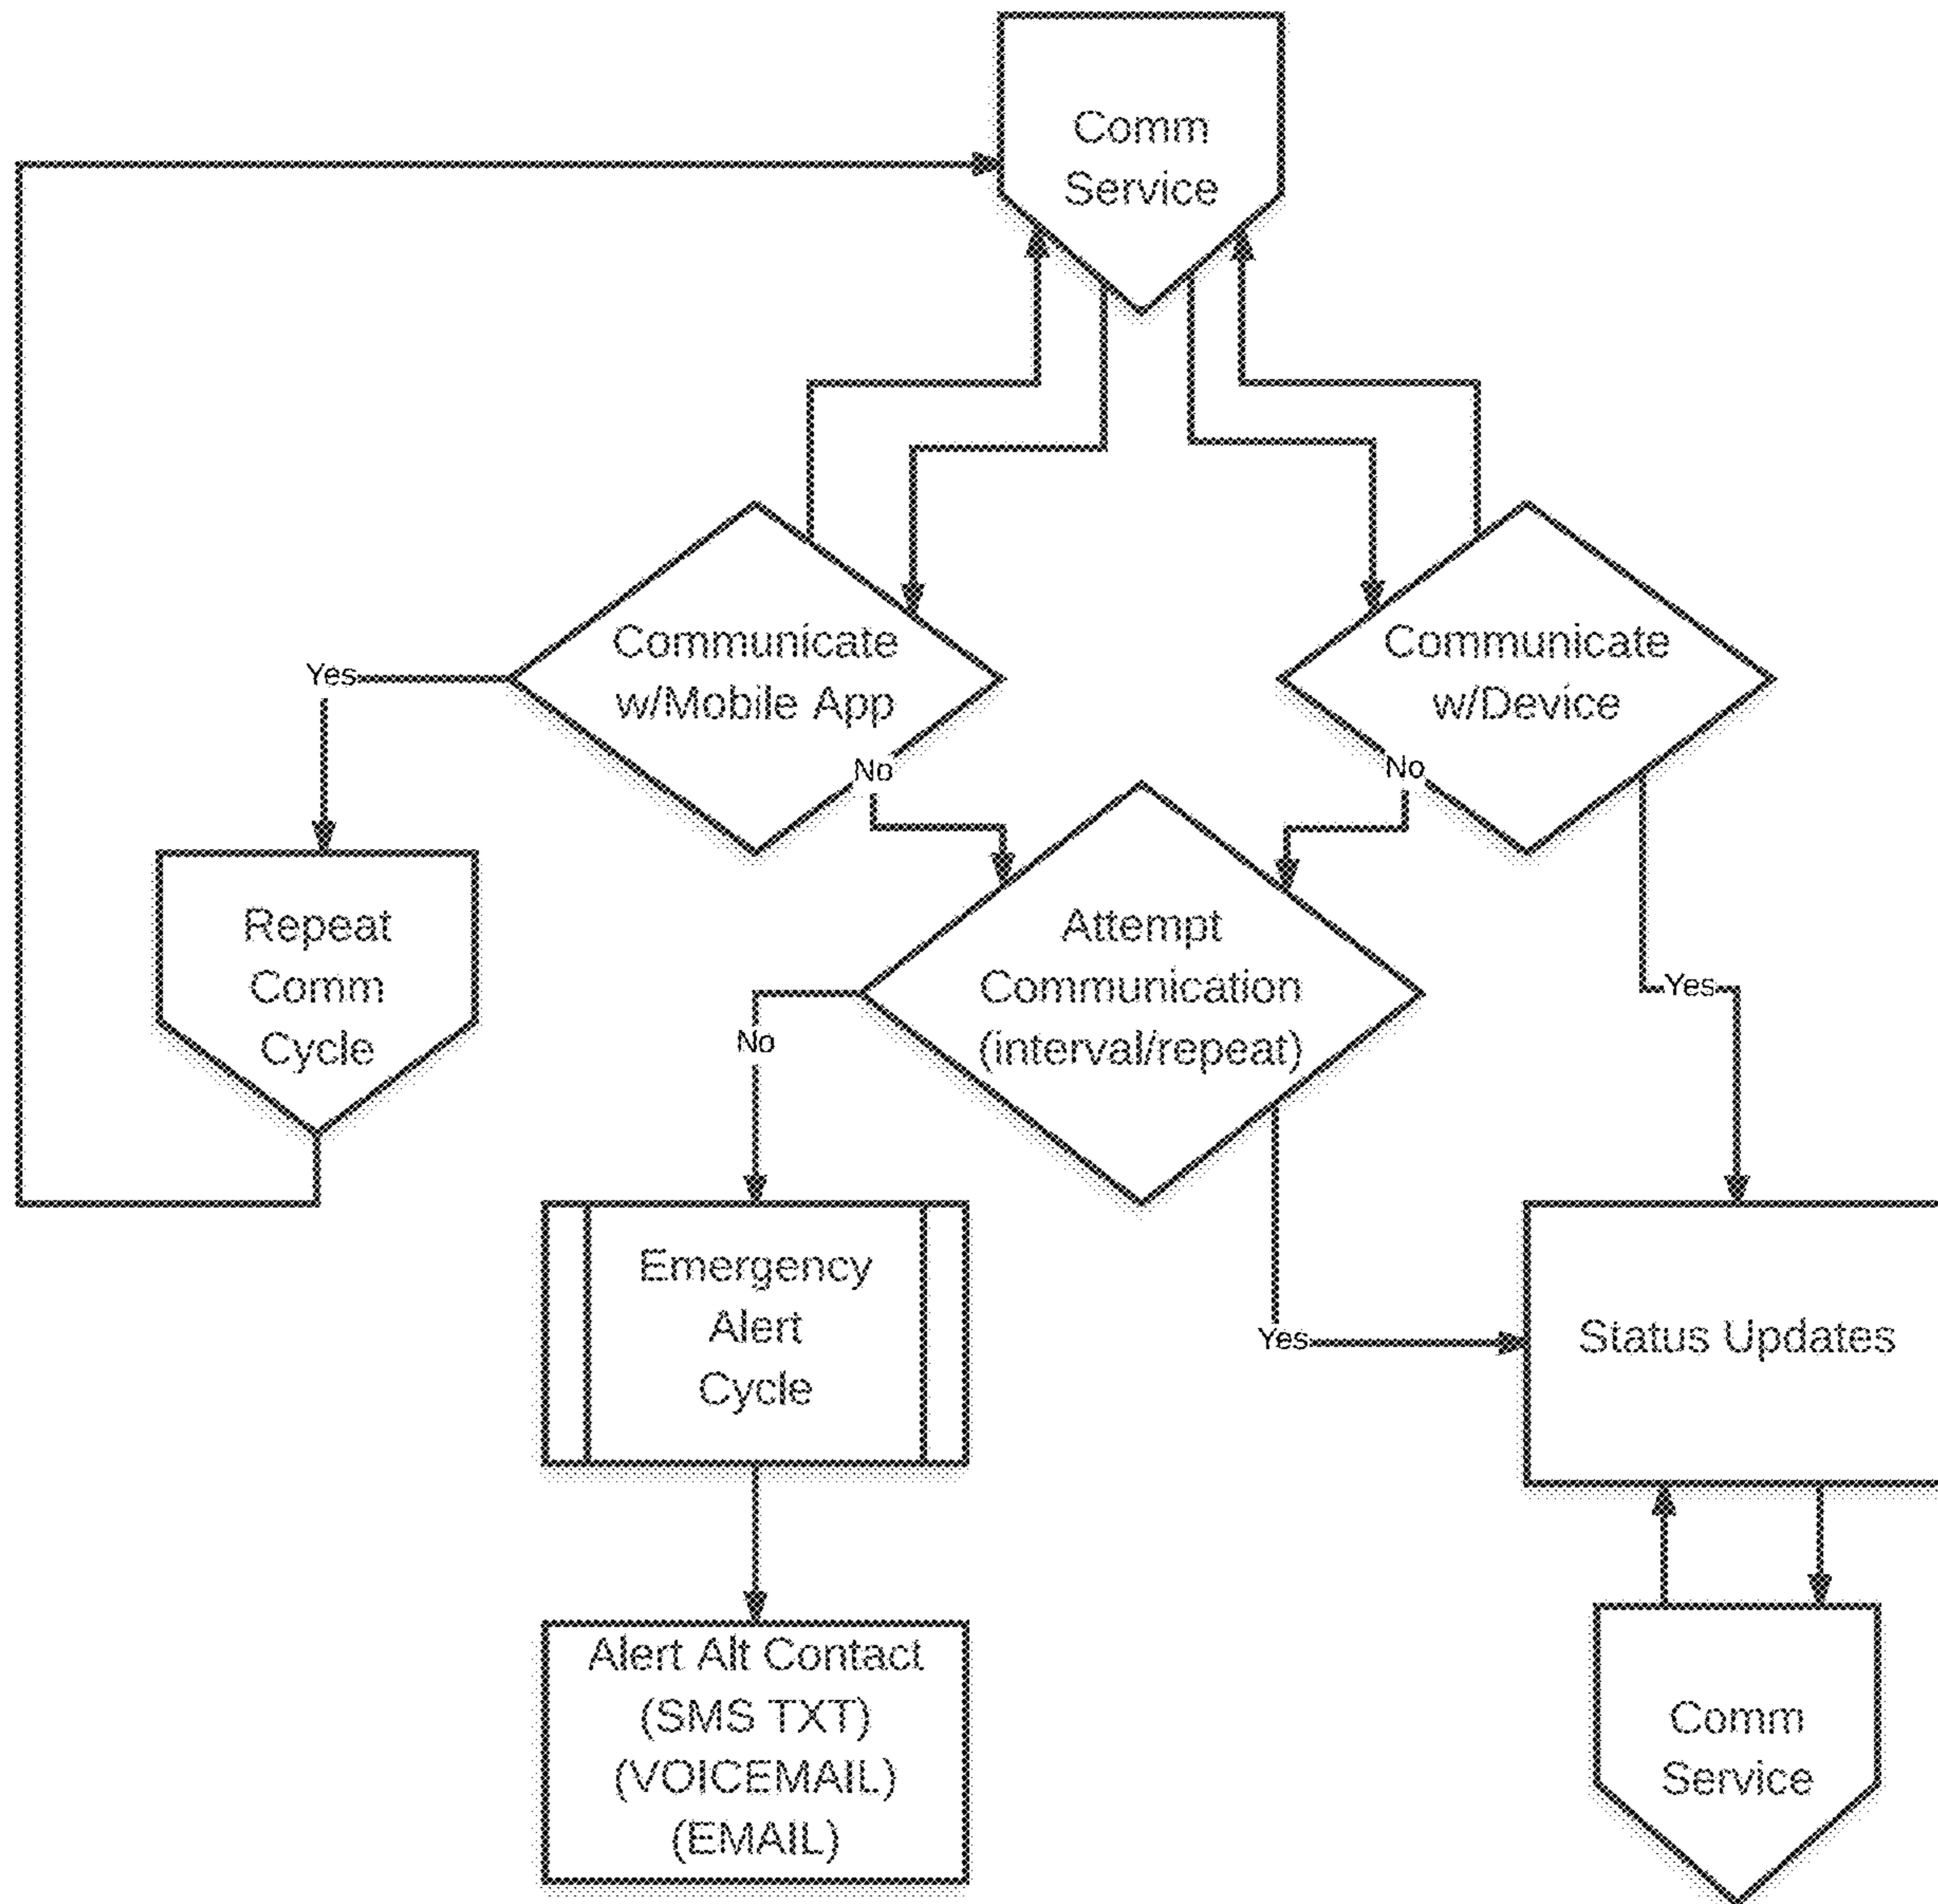 Comm
Service
Communicate
w/Mobile App
Communicate
w/Device
Yes
No
No
Repeat
Comm
Cycle
Attempt
Communication
(interval/repeat)
Yes
No
Emergency
Alert
Cycle
Yes
Status Updates
Alert Alt Contact
(SMS TXT)
(VOICEMAIL)
(EMAIL)
Comm
Service